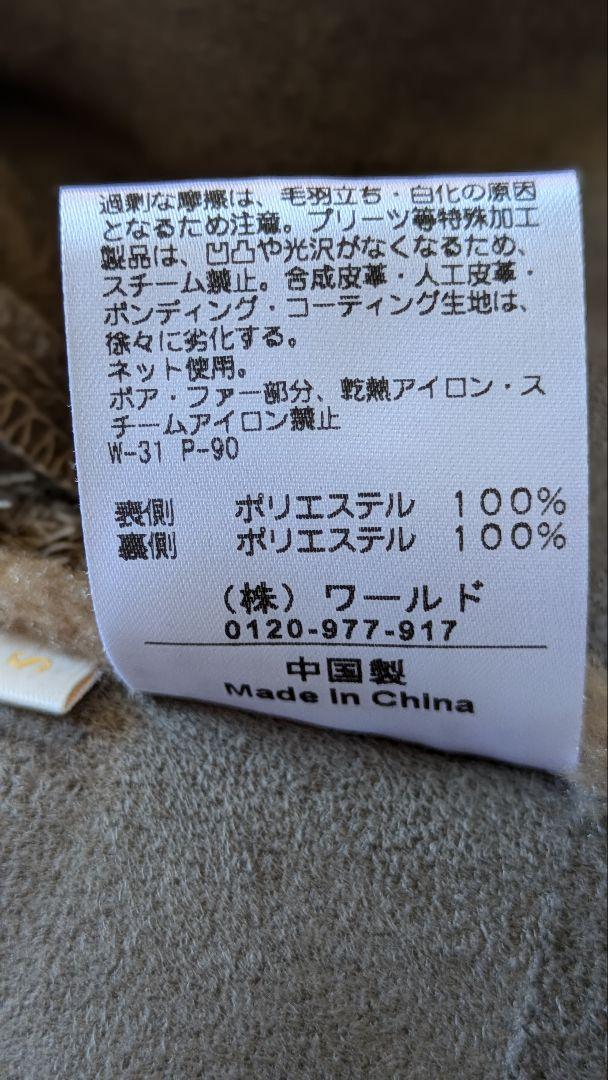 過剰な摩擦は、毛羽立ち・白化の原因
となるため注意。プリーツ等特殊加工
製品は、凹凸や光沢がなくなるため、
スチーム禁止。合成皮革・人工皮革・
ボンディング・コーティング生地は、
徐々に劣化する。
ネット使用。
ボア・ファー部分、乾熱アイロン・ス
チームアイロン禁止
W-31 P-90
表側 ポリエステル 100%
裏側 ポリエステル 100%
(株) ワールド
0120-977-917
中国製
Made in China
S